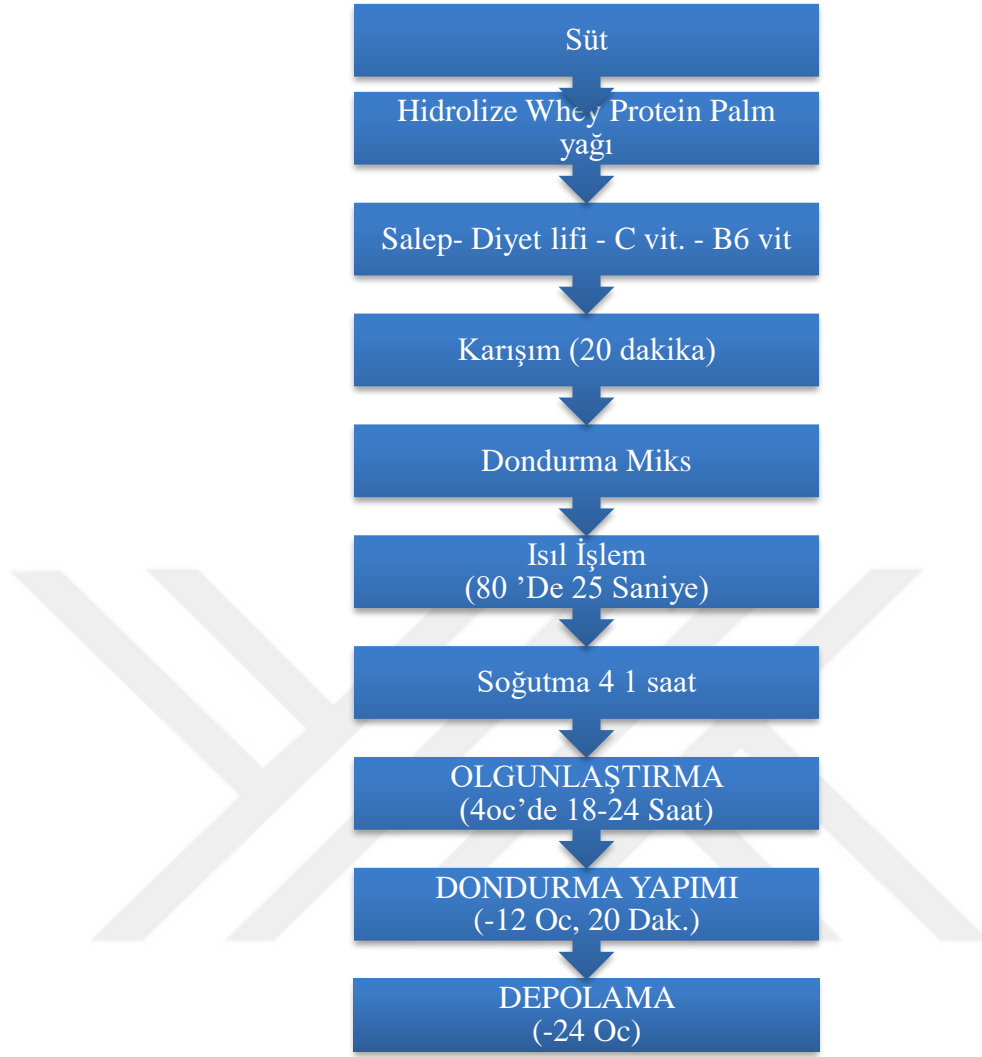 Süt
Hidrolize Whey Protein Palm
yağı
Salep- Diyet lifi - C vit. - B6 vit
Karışım (20 dakika)
Dondurma Miks
Isıl İşlem
(80 ’De 25 Saniye)
Soğutma 4 1 saat
OLGUNLAŞTIRMA
(4oc’de 18-24 Saat)
DONDURMA YAPIMI
(-12 Oc, 20 Dak.)
DEPOLAMA
(-24 Oc)